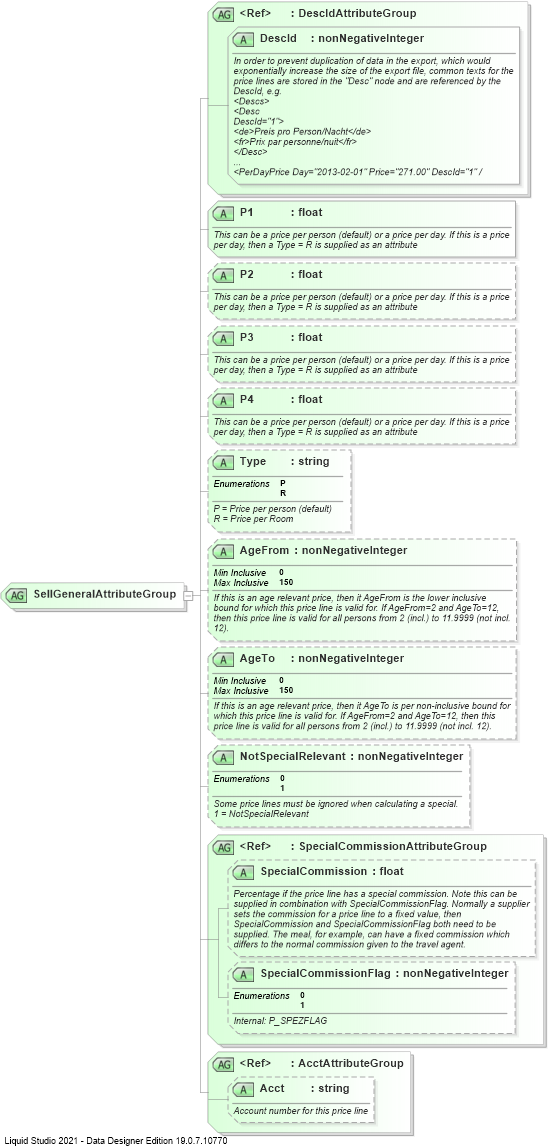 AG <Ref> : DescIdAttributeGroup
A DescId : nonNegativeInteger
In order to prevent duplication of data in the export, which would
exponentially increase the size of the export file, common texts for the
price lines are stored in the "Desc" node and are referenced by the
DescId, e.g.
<Descs>
<Desc
DescId="1">
<de>Preis pro Person/Nacht</de>
<fr>Prix par personne/nuit</fr>
</Desc>
...
<PerDayPrice Day="2013-02-01" Price="271.00" DescId="1" /
A P1 : float
This can be a price per person (default) or a price per day. If this is a price
per day, then a Type = R is supplied as an attribute
A P2 : float
This can be a price per person (default) or a price per day. If this is a price
per day, then a Type = R is supplied as an attribute
A P3 : float
This can be a price per person (default) or a price per day. If this is a price
per day, then a Type = R is supplied as an attribute
A P4 : float
This can be a price per person (default) or a price per day. If this is a price
per day, then a Type = R is supplied as an attribute
A Type : string
Enumerations P
R
P = Price per person (default)
R = Price per Room
AG SellGeneralAttributeGroup
A AgeFrom : nonNegativeInteger
Min Inclusive 0
Max Inclusive 150
If this is an age relevant price, then it AgeFrom is the lower inclusive
bound for which this price line is valid for. If AgeFrom=2 and AgeTo=12,
then this price line is valid for all persons from 2 (incl.) to 11.9999 (not incl.
12).
A AgeTo : nonNegativeInteger
Min Inclusive 0
Max Inclusive 150
If this is an age relevant price, then it AgeTo is per non-inclusive bound for
which this price line is valid for. If AgeFrom=2 and AgeTo=12, then this
price line is valid for all persons from 2 (incl.) to 11.9999 (not incl. 12).
A NotSpecialRelevant : nonNegativeInteger
Enumerations 0
1
Some price lines must be ignored when calculating a special.
1 = NotSpecialRelevant
AG <Ref> : SpecialCommissionAttributeGroup
A SpecialCommission : float
Percentage if the price line has a special commission. Note this can be
supplied in combination with SpecialCommissionFlag. Normally a supplier
sets the commission for a price line to a fixed value, then
SpecialCommission and SpecialCommissionFlag both need to be
supplied. The meal, for example, can have a fixed commission which
differs to the normal commission given to the travel agent.
A SpecialCommissionFlag : nonNegativeInteger
Enumerations 0
1
Internal: P_SPEZFLAG
AG <Ref> : AcctAttributeGroup
A Acct : string
Account number for this price line
Liquid Studio 2021 - Data Designer Edition 19.0.7.10770